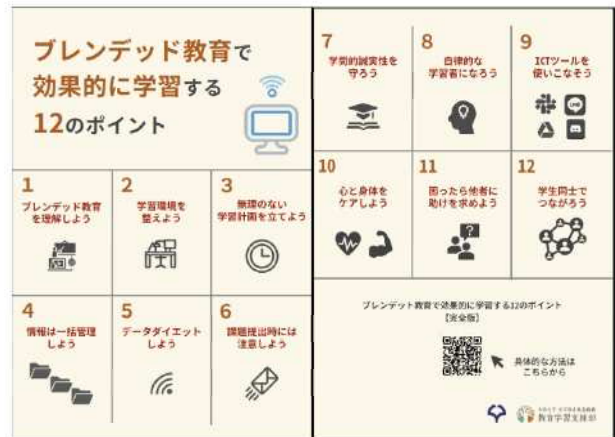 ブレンデッド教育で
効果的に学習する
12のポイント
1
ブレンデッド教育
を理解しよう
2
学習環境を
整えよう
3
無理のない
学習計画を立てよう
4
情報は一括管理
しよう
5
データダイエット
しよう
6
課題提出時には
注意しよう
7
学問的誠実性を
守ろう
8
自律的な
学習者になろう
9
ICTツールを
使いこなそう
LINE
10
心と身体を
ケアしよう
11
困ったら他者に
助けを求めよう
12
学生同士で
つながろう
ブレンデット教育で効果的に学習する12のポイント
【完全版】
具体的な方法は
こちらから
教育学習支援部